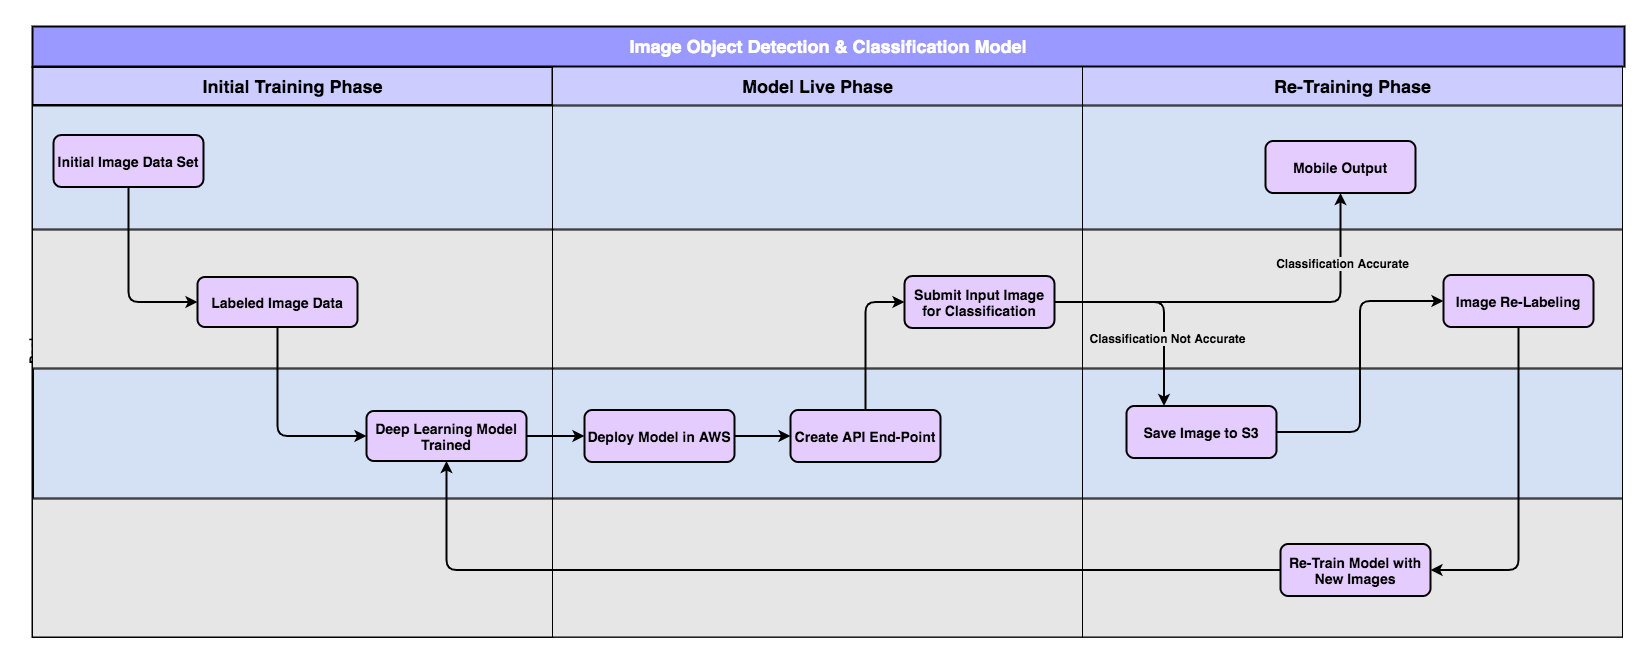 Image Object Detection & Classification Model
Initial Training Phase
Model Live Phase
Re-Training Phase
Initial Image Data Set
Mobile Output
Classification Accurate
Labeled Image Data
Submit Input Image
for Classification
Image Re-Labeling
Classification Not Accurate
Deep Learning Model
Trained
Deploy Model in AWS
Create API End-Point
Save Image to S3
Re-Train Model with
New Images